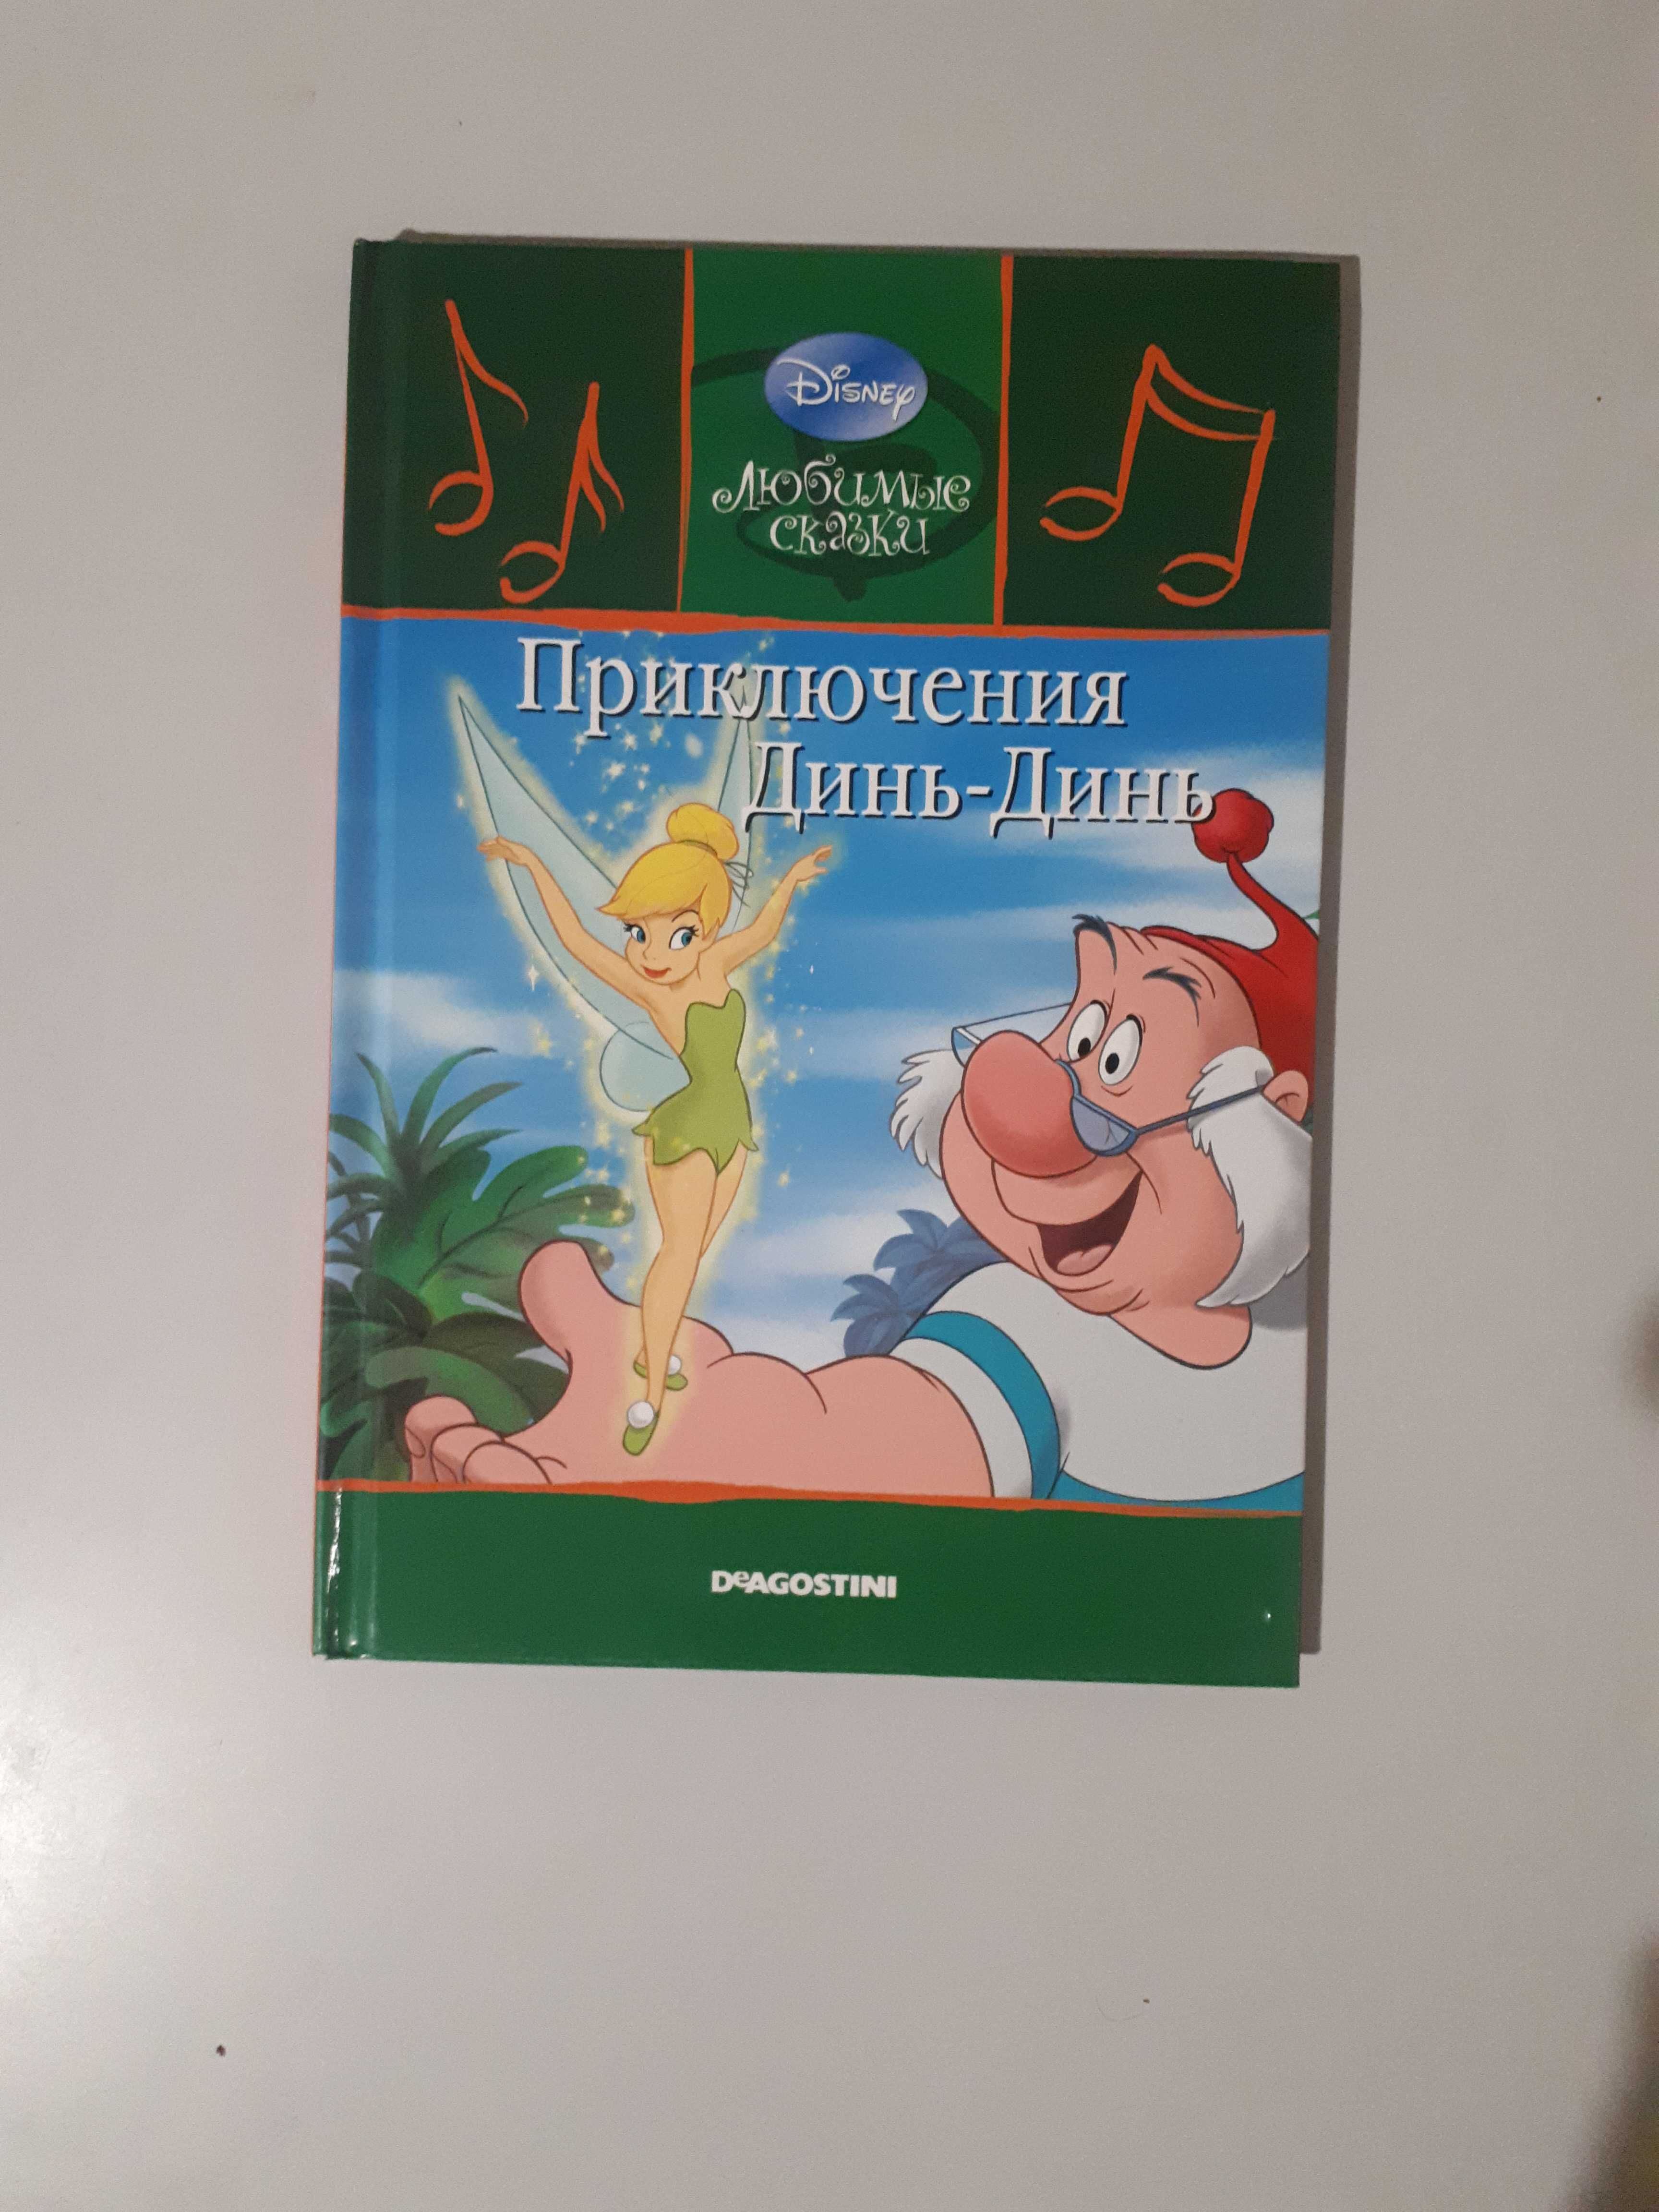 Disney
Любимые
сказки
Приключения
Динь-Динь
DeAGOSTINI